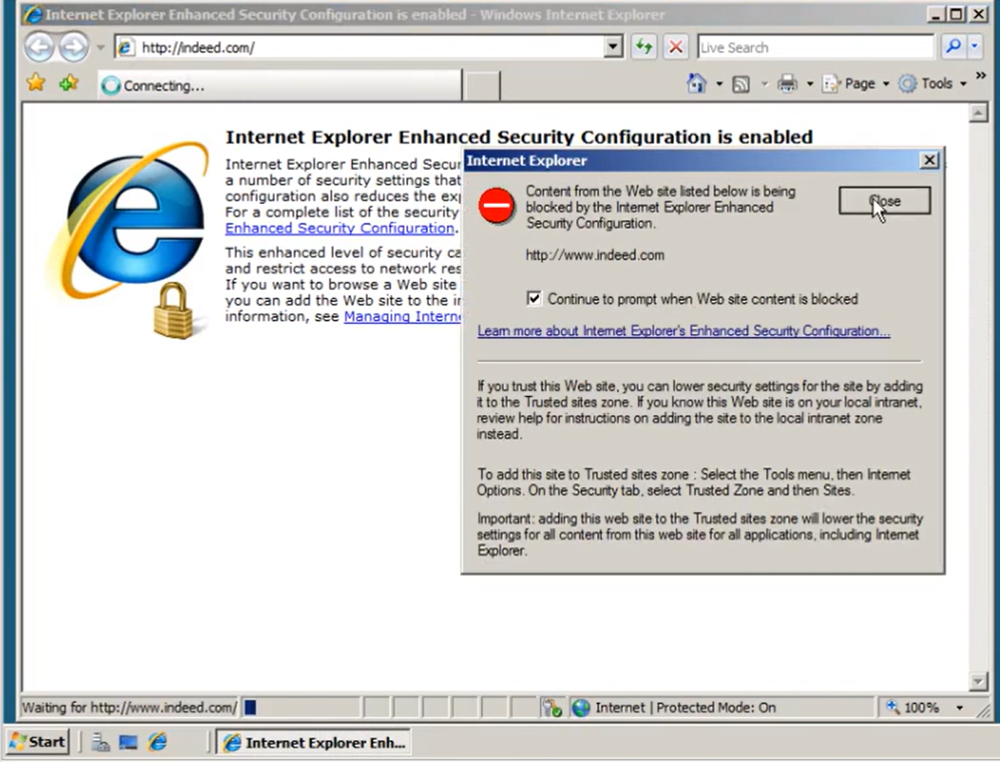 Internet Explorer Enhanced Security Configuration is enabled - Windows Internet Explorer
http://indeed.com/
Live Search
Connecting...
Page
Tools
Internet Explorer Enhanced Security Configuration is enabled
Internet Explorer Enhanced Secur
a number of security settings that
configuration also reduces the exp
For a complete list of the security
Enhanced Security Configuration.
This enhanced level of security ca
and restrict access to network res
If you want to browse a Web site
you can add the Web site to the in
information, see Managing Interne
Internet Explorer
Content from the Web site listed below is being
blocked by the Internet Explorer Enhanced
Security Configuration.
Close
http://www.indeed.com
Continue to prompt when Web site content is blocked
Learn more about Internet Explorer's Enhanced Security Configuration...
If you trust this Web site, you can lower security settings for the site by adding
it to the Trusted sites zone. If you know this Web site is on your local intranet,
review help for instructions on adding the site to the local intranet zone
instead.
To add this site to Trusted sites zone : Select the Tools menu, then Internet
Options. On the Security tab, select Trusted Zone and then Sites.
Important: adding this web site to the Trusted sites zone will lower the security
settings for all content from this web site for all applications, including Internet
Explorer.
Waiting for http://www.indeed.com/
Internet | Protected Mode: On
100%
Start
Internet Explorer Enh...